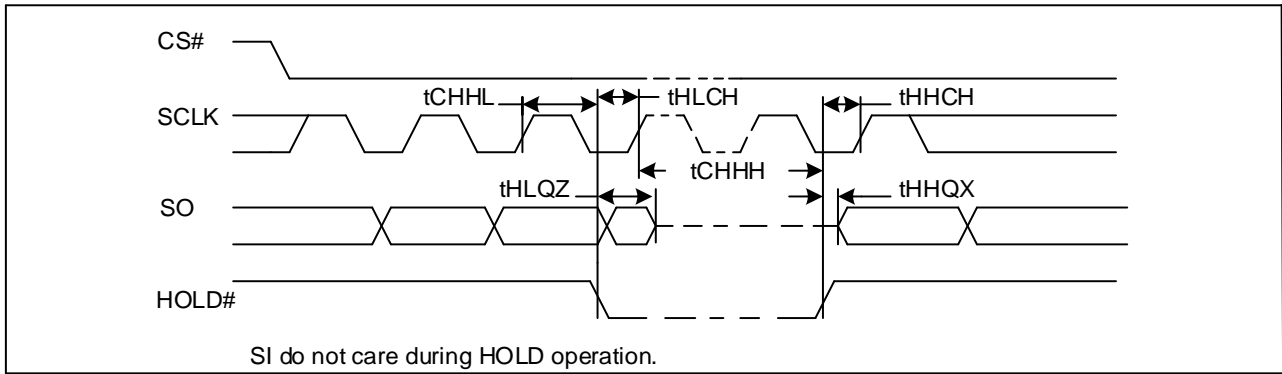 CS#
tCHHL
tHLCH
tHHCH
SCLK
tCHHH
tHLQZ
tHHQX
SO
HOLD#
SI do not care during HOLD operation.